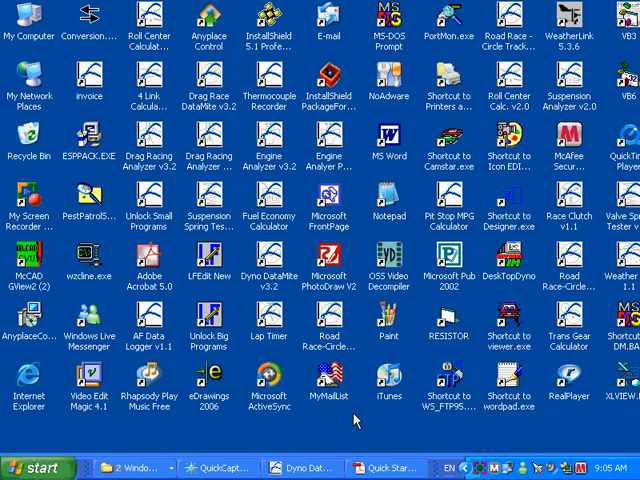 My Computer
Conversion....
Roll Center
Calculat...
Anyplace
Control
InstallShield
5.1 Profe...
E-mail
MS-DOS
Prompt
PortMon.exe
Road Race -
Circle Track...
WeatherLink
5.3.6
VB3
My Network
Places
invoice
4 Link
Calcula...
Drag Race
DataMite v3.2
Thermocouple
Recorder
InstallShield
PackageFor...
NoAdware
Shortcut to
Printers a...
Roll Center
Calc. v2.0
Suspension
Analyzer v2.0
VB6
Recycle Bin
ESPPACK.EXE
Drag Racing
Analyzer v3.2
Drag Racing
Analyzer ...
Engine
Analyzer v3.2
Engine
Analyzer P...
MS Word
Shortcut to
Camstar.exe
Shortcut to
Icon EDI...
McAfee
Secur...
QuickTime
Player
My Screen
Recorder ...
PestPatrolS...
Unlock Small
Programs
Suspension
Spring Tes...
Fuel Economy
Calculator
Microsoft
FrontPage
Notepad
Pit Stop MPG
Calculator
Shortcut to
Designer.exe
Race Clutch
v1.1
Valve Spr
Tester v
McCAD
GView2 (2)
wzcline.exe
Adobe
Acrobat 5.0
LFEdit New
Dyno DataMite
v3.2
Microsoft
PhotoDraw V2
OSS Video
Decompiler
Microsoft Pub
2002
DeskTopDyno
Road
Race-Circle...
Weather
1.1
AnyplaceCo...
Windows Live
Messenger
AF Data
Logger v1.1
Unlock Big
Programs
Lap Timer
Road
Race-Circle...
Paint
RESISTOR
Shortcut to
viewer.exe
Trans Gear
Calculator
Shortcut
DM.BA
Internet
Explorer
Video Edit
Magic 4.1
Rhapsody Play
Music Free
eDrawings
2006
Microsoft
ActiveSync
MyMailList
iTunes
Shortcut to
WS_FTP95....
Shortcut to
wordpad.exe
RealPlayer
XLVIEW.E
start
2 Windo...
QuickCapt...
Dyno Dat...
Quick Star...
EN
9:05 AM